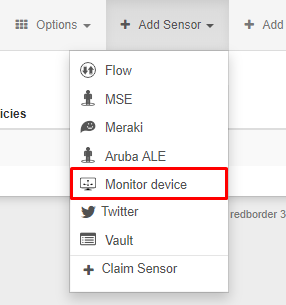 Options
Add Sensor
Add
Flow
MSE
icies
Meraki
Aruba ALE
Monitor device
Twitter
redborder 3
Vault
Claim Sensor